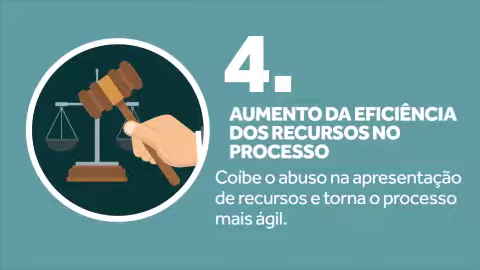 4.
AUMENTO DA EFICIÊNCIA
DOS RECURSOS NO
PROCESSO
Coíbe o abuso na apresentação
de recursos e torna o processo
mais ágil.